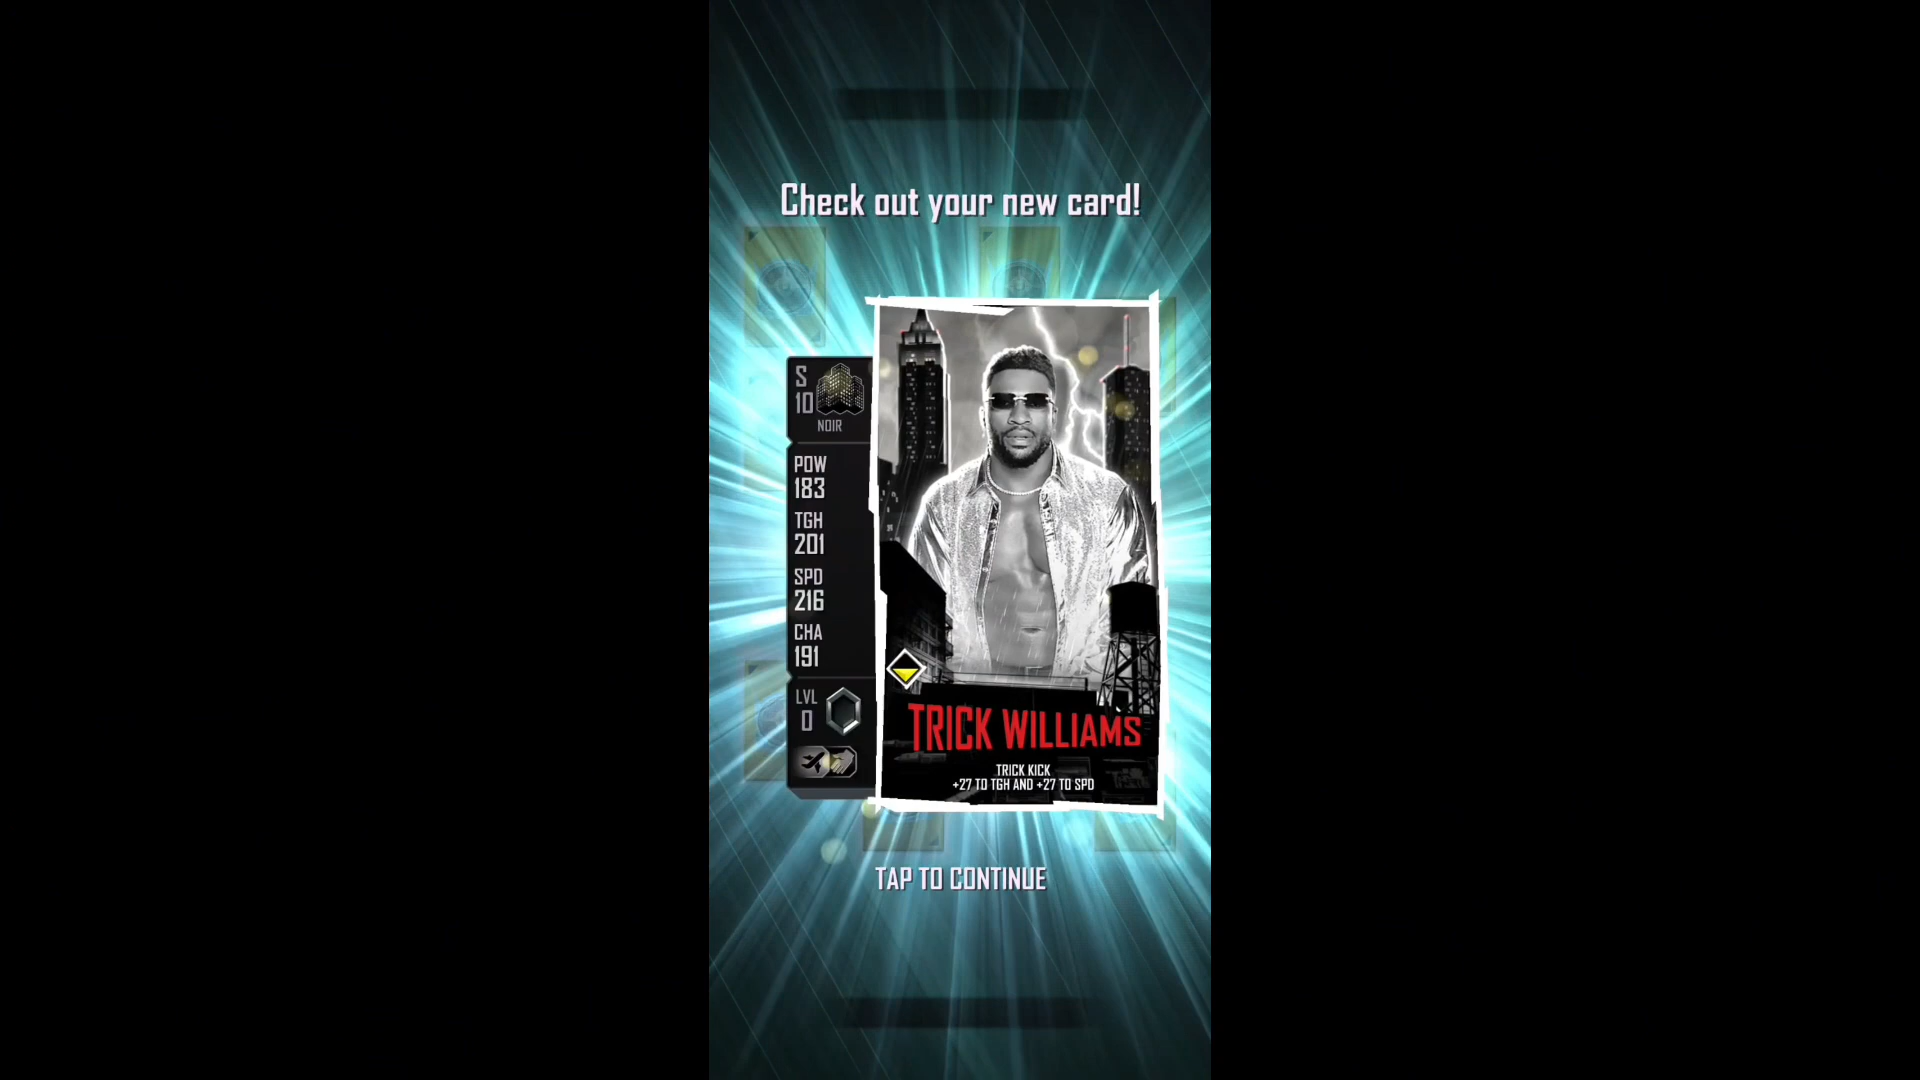 Check out your new card!
S
10
NOIR
POW
183
TGH
201
SPD
216
CHA
191
LVL
0
TRICK WILLIAMS
TRICK KICK
+27 TO TGH AND +27 TO SPD
TAP TO CONTINUE